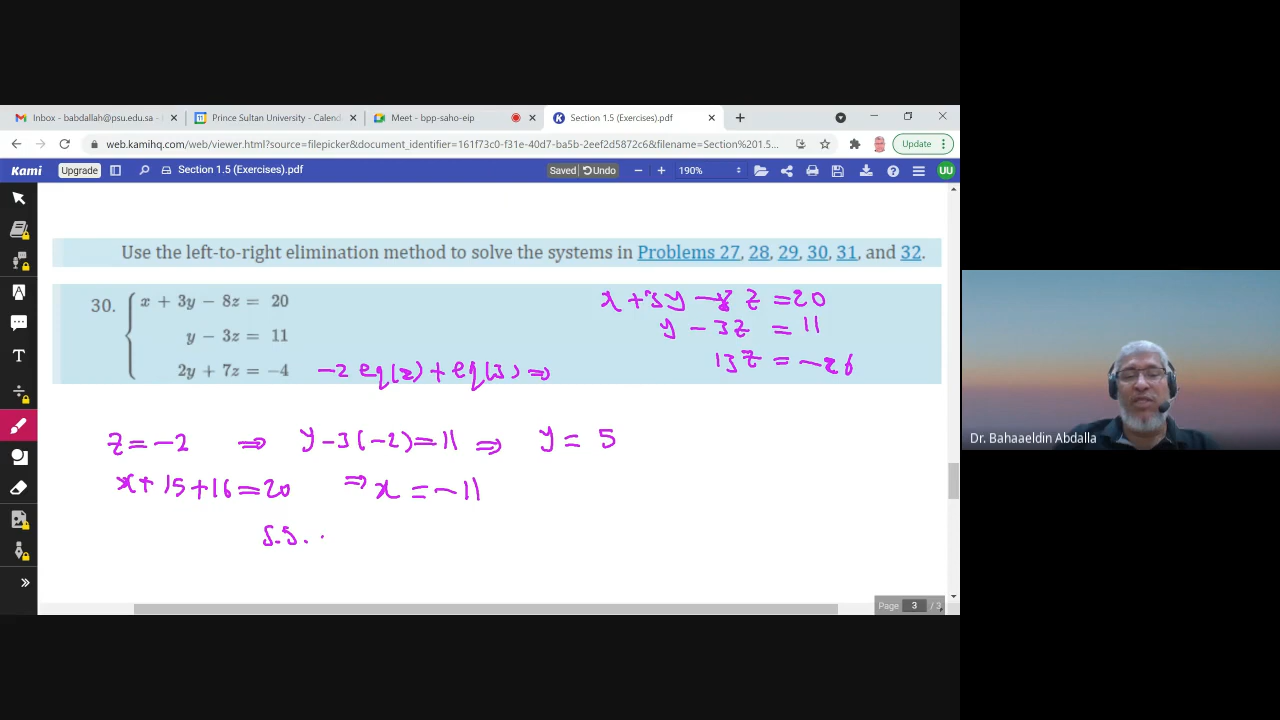 Inbox - babdallah@psu.edu.sa - Prince Sultan University - Calend Meet - bpp-saho-eip Section 1.5 (Exercises).pdf
web.kamihq.com/web/viewer.html?source=filepicker&document_identifier=161f73c0-f31e-40d7-ba5b-2eef2d5872c6&filename=Section%201.5... Update
Kami Upgrade Section 1.5 (Exercises).pdf Saved Undo 190% UU
Use the left-to-right elimination method to solve the systems in Problems 27, 28, 29, 30, 31, and 32.
30. x + 3y − 8z = 20
y − 3z = 11
2y + 7z = −4
x + 3y − 8z = 20
y − 3z = 11
13z = −26
−2 eq(2) + eq(3) ⇒
z = −2 ⇒ y − 3(−2) = 11 ⇒ y = 5
x + 15 + 16 = 20 ⇒ x = −11
S.S.
Dr. Bahaaeldin Abdalla
Page 3 / 3